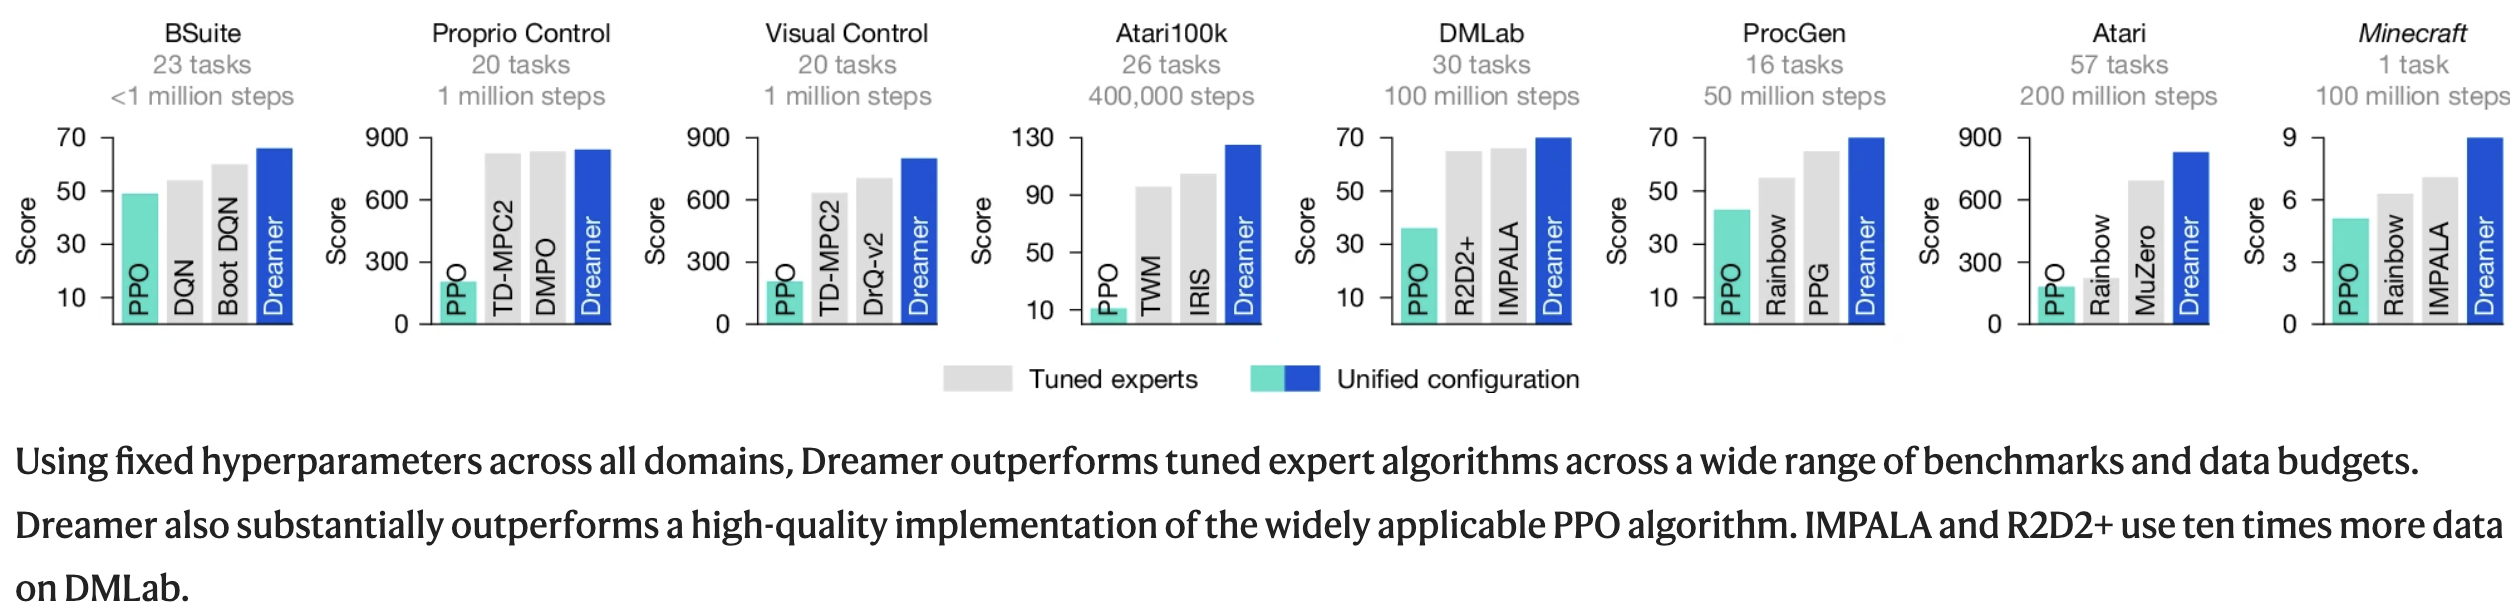 BSuite
23 tasks
<1 million steps
Score
70
50
30
10
PPO
DQN
Boot DQN
Dreamer
Proprio Control
20 tasks
1 million steps
Score
900
600
300
0
PPO
TD-MPC2
DMPO
Dreamer
Visual Control
20 tasks
1 million steps
Score
900
600
300
0
PPO
TD-MPC2
DrQ-v2
Dreamer
Atari100k
26 tasks
400,000 steps
Score
130
90
50
10
PPO
TWM
IRIS
Dreamer
DMLab
30 tasks
100 million steps
Score
70
50
30
10
PPO
R2D2+
IMPALA
Dreamer
ProcGen
16 tasks
50 million steps
Score
70
50
30
10
PPO
Rainbow
PPG
Dreamer
Atari
57 tasks
200 million steps
Score
900
600
300
0
PPO
Rainbow
MuZero
Dreamer
Minecraft
1 task
100 million steps
Score
9
6
3
0
PPO
Rainbow
IMPALA
Dreamer
Tuned experts
Unified configuration
Using fixed hyperparameters across all domains, Dreamer outperforms tuned expert algorithms across a wide range of benchmarks and data budgets.
Dreamer also substantially outperforms a high-quality implementation of the widely applicable PPO algorithm. IMPALA and R2D2+ use ten times more data
on DMLab.